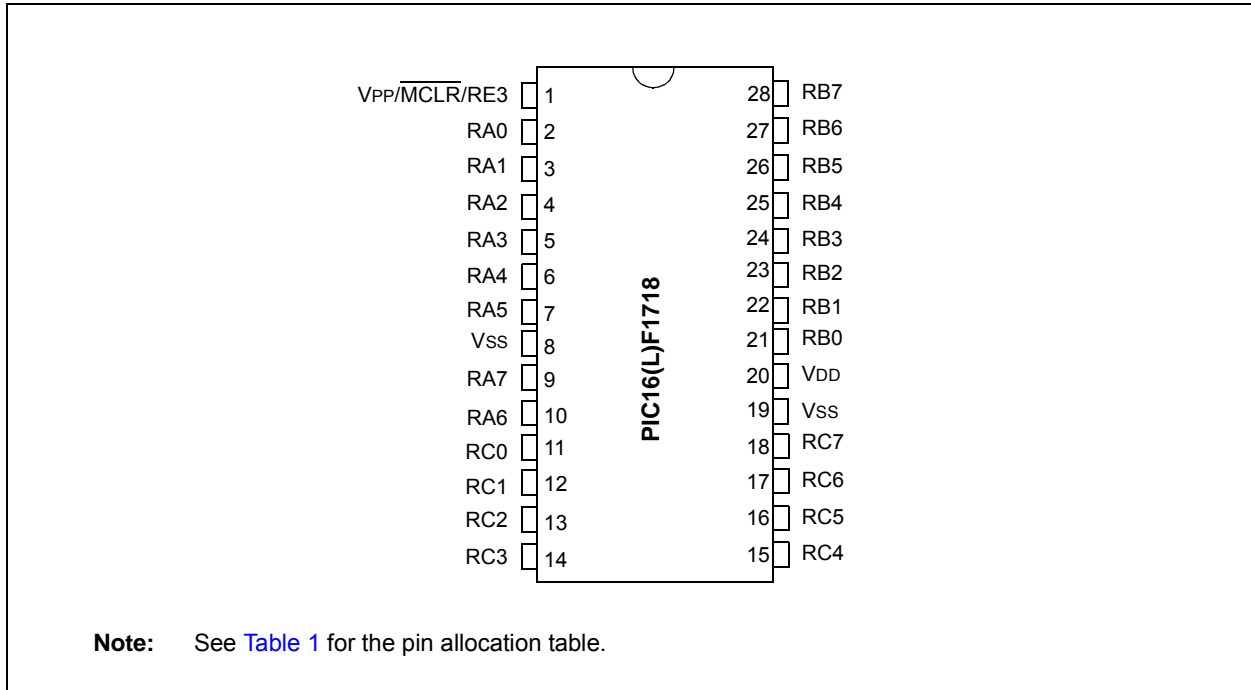 VPP/MCLR/RE3 1 28 RB7
RA0 2 27 RB6
RA1 3 26 RB5
RA2 4 25 RB4
RA3 5 24 RB3
RA4 6 23 RB2
RA5 7 22 RB1
VSS 8 21 RB0
RA7 9 20 VDD
RA6 10 19 VSS
RC0 11 18 RC7
RC1 12 17 RC6
RC2 13 16 RC5
RC3 14 15 RC4
PIC16(L)F1718
Note: See Table 1 for the pin allocation table.